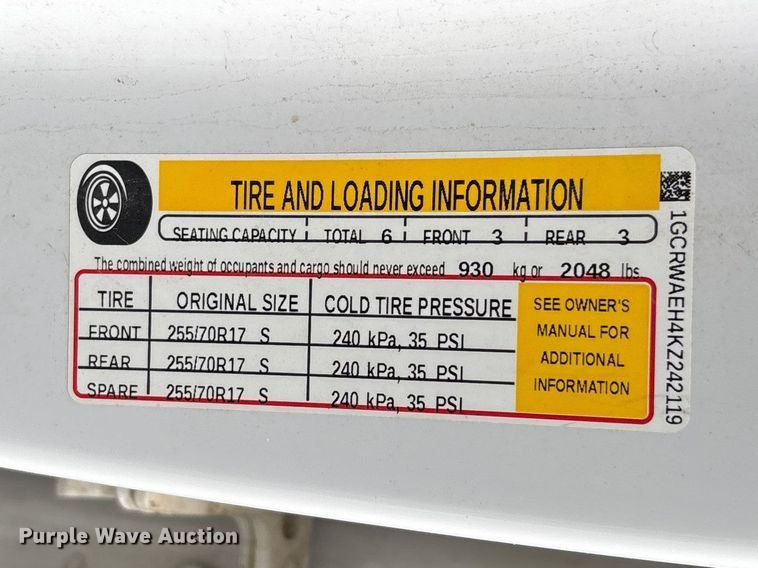 TIRE AND LOADING INFORMATION
SEATING CAPACITY TOTAL 6 FRONT 3 REAR 3
The combined weight of occupants and cargo should never exceed 930 kg or 2048 lbs.
TIRE ORIGINAL SIZE COLD TIRE PRESSURE
FRONT 255/70R17 S 240 kPa, 35 PSI
REAR 255/70R17 S 240 kPa, 35 PSI
SPARE 255/70R17 S 240 kPa, 35 PSI
SEE OWNER'S
MANUAL FOR
ADDITIONAL
INFORMATION
1GCRWAEH4KZ242119
Purple Wave Auction